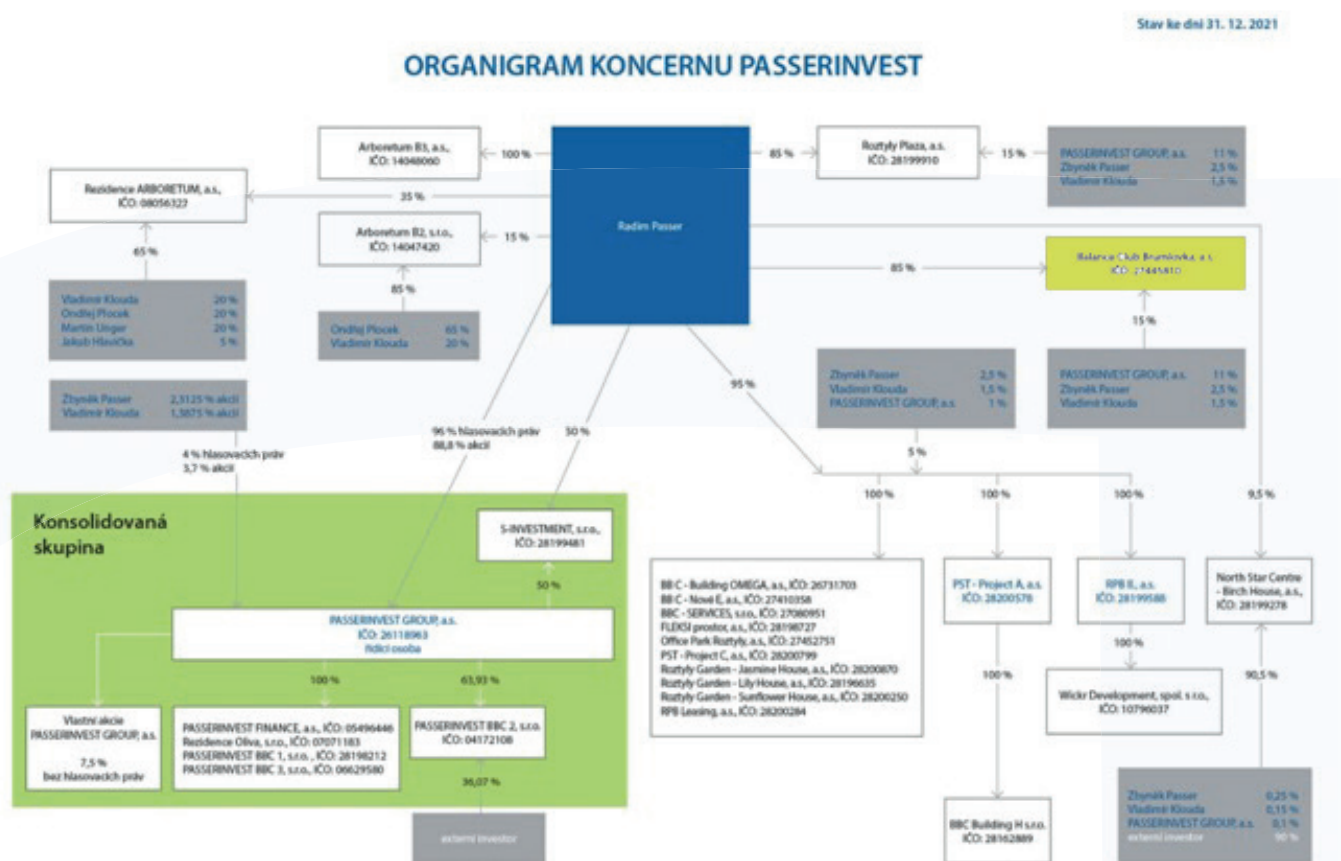 Stav ke dni 31. 12. 2021
ORGANIGRAM KONCERNU PASSERINVEST
Arboretum B3, a.s.,
IČO: 14048060
100 %
Radim Passer
85 %
Roztyly Plaza, a.s.
IČO: 28199910
15 %
PASSERINVEST GROUP, a.s. 11 %
Zbyněk Passer 2,5 %
Vladimír Klouda 1,5 %
Rezidence ARBORETUM, a.s.,
IČO: 08056323
35 %
Arboretum B2, s.r.o.,
IČO: 14047420
15 %
65 %
85 %
Vladimír Klouda 20 %
Ondřej Plocek 20 %
Martin Unger 20 %
Jakub Hlavička 5 %
Ondřej Plocek 65 %
Vladimír Klouda 20 %
85 %
Balance Club Brumlovka, a.s.
IČO: 27445810
15 %
PASSERINVEST GROUP, a.s. 11 %
Zbyněk Passer 2,5 %
Vladimír Klouda 1,5 %
Zbyněk Passer 2,3125 % akcií
Vladimír Klouda 1,3875 % akcií
4 % hlasovacích práv
3,7 % akcií
96 % hlasovacích práv
88,8 % akcií
50 %
95 %
Zbyněk Passer 2,5 %
Vladimír Klouda 1,5 %
PASSERINVEST GROUP, a.s. 1 %
5 %
100 %
100 %
100 %
9,5 %
Konsolidovaná
skupina
S-INVESTMENT, s.r.o.,
IČO: 28199481
50 %
PASSERINVEST GROUP, a.s.
IČO: 26118963
řídící osoba
100 %
63,93 %
Vlastní akcie
PASSERINVEST GROUP, a.s.
7,5 %
bez hlasovacích práv
PASSERINVEST FINANCE, a.s., IČO: 05496446
Rezidence Oliva, s.r.o., IČO: 07071183
PASSERINVEST BBC 1, s.r.o. , IČO: 28198212
PASSERINVEST BBC 3, s.r.o., IČO: 06629580
PASSERINVEST BBC 2, s.r.o.
IČO: 04172108
36,07 %
externí investor
BB C - Building OMEGA, a.s., IČO: 26731703
BB C - Nové E, a.s., IČO: 27410358
BBC - SERVICES, s.r.o., IČO: 27080951
FLEKSI prostor, a.s., IČO: 28198727
Office Park Roztyly, a.s., IČO: 27452751
PST - Project C, a.s., IČO: 28200799
Roztyly Garden - Jasmine House, a.s., IČO: 28200870
Roztyly Garden - Lily House, a.s., IČO: 28196635
Roztyly Garden - Sunflower House, a.s., IČO: 28200250
RPB Leasing, a.s., IČO: 28200284
PST - Project A, a.s.
IČO: 28200578
100 %
BBC Building H s.r.o.
IČO: 28162889
RPB II., a.s.
IČO: 28199588
100 %
Wickr Development, spol. s r.o.,
IČO: 10796037
North Star Centre
- Birch House, a.s.,
IČO: 28199278
90,5 %
Zbyněk Passer 0,25 %
Vladimír Klouda 0,15 %
PASSERINVEST GROUP, a.s. 0,1 %
externí investor 90 %